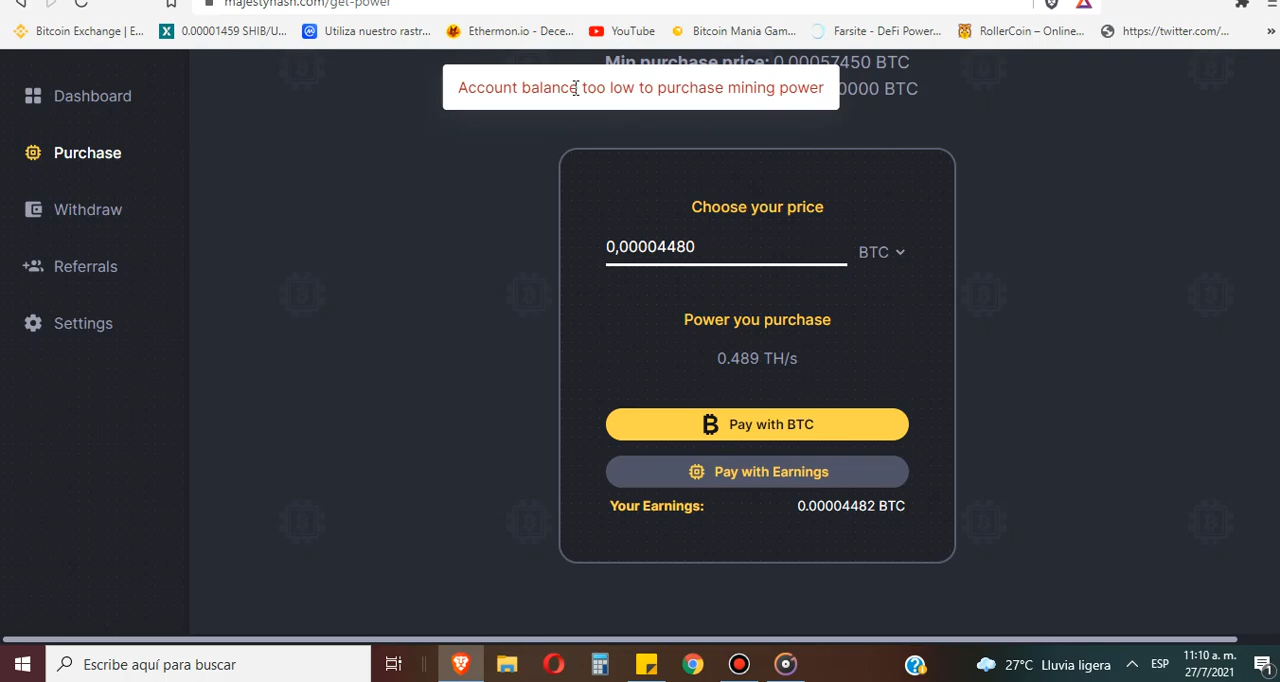 majestyhash.com/get-power
Bitcoin Exchange | E...
0.00001459 SHIB/U...
Utiliza nuestro rastr...
Ethermon.io - Dece...
YouTube
Bitcoin Mania Gam...
Farsite - DeFi Power...
RollerCoin – Online...
https://twitter.com/...
»
Min purchase price: 0.00057450 BTC
0000 BTC
Account balance too low to purchase mining power
Dashboard
Purchase
Withdraw
Referrals
Settings
Choose your price
0,00004480
BTC
Power you purchase
0.489 TH/s
Pay with BTC
Pay with Earnings
Your Earnings: 0.00004482 BTC
Escribe aquí para buscar
27°C Lluvia ligera
ESP
11:10 a. m.
27/7/2021
1